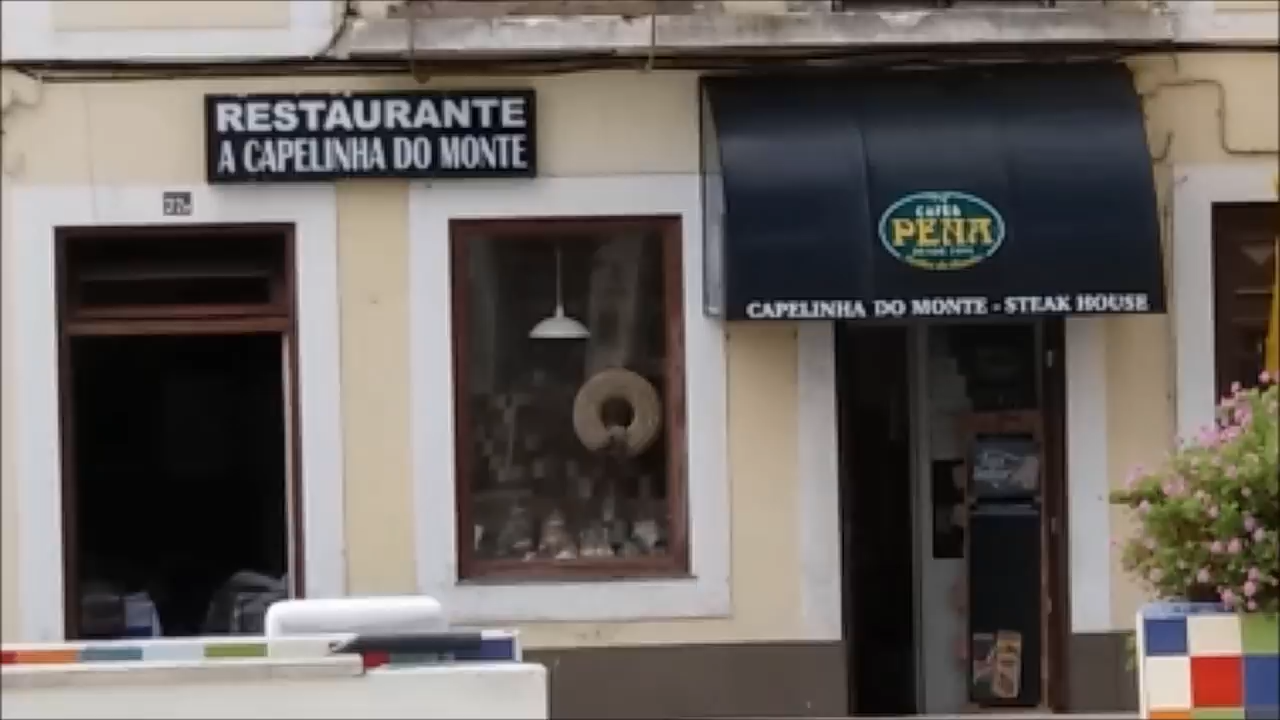 RESTAURANTE
A CAPELINHA DO MONTE
CAFÉS
PENA
CAPELINHA DO MONTE - STEAK HOUSE